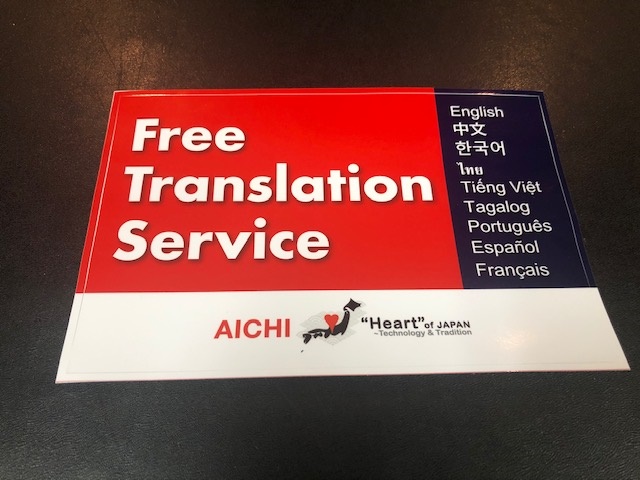 Free
Translation
Service
English
中文
한국어
ไทย
Tiếng Việt
Tagalog
Português
Español
Français
AICHI
"Heart" of JAPAN
~Technology & Tradition